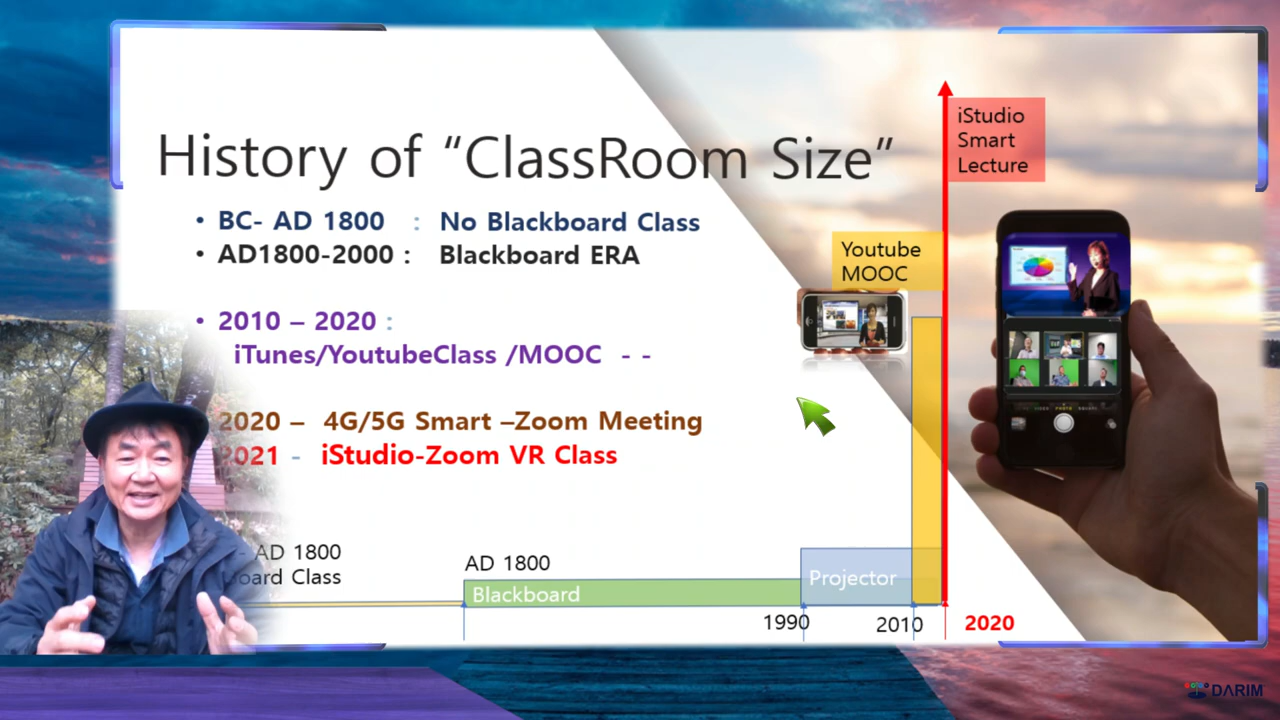 History of “ClassRoom Size”
• BC- AD 1800 : No Blackboard Class
• AD1800-2000 : Blackboard ERA
• 2010 – 2020 :
iTunes/YoutubeClass /MOOC - -
2020 – 4G/5G Smart –Zoom Meeting
2021 - iStudio-Zoom VR Class
iStudio
Smart
Lecture
Youtube
MOOC
AD 1800
Class
AD 1800
Blackboard
Projector
1990
2010
2020
DARIM